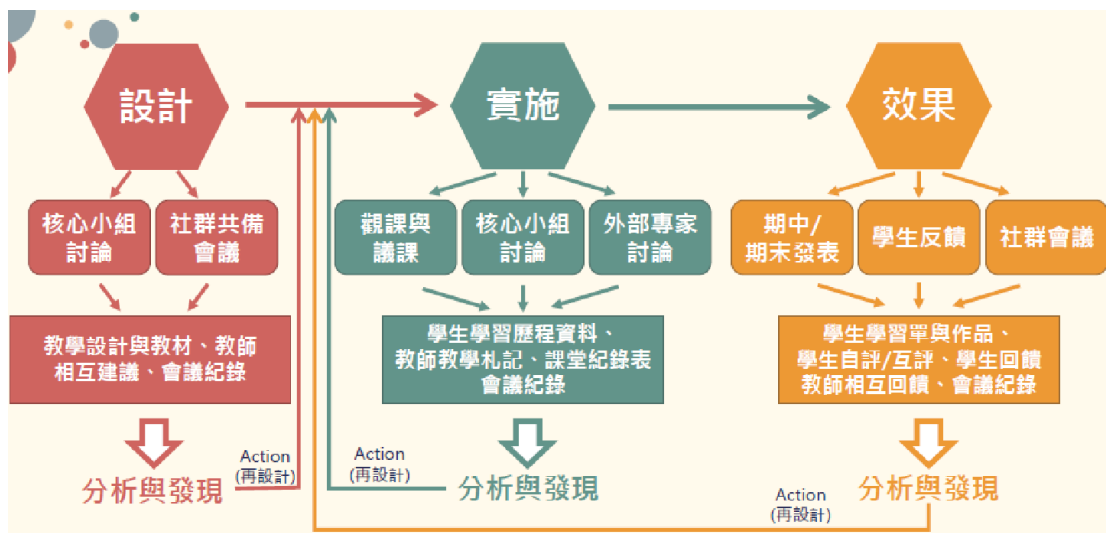 設計
實施
效果
核心小組
討論
社群共備
會議
觀課與
議課
核心小組
討論
外部專家
討論
期中/
期末發表
學生反饋
社群會議
教學設計與教材、教師
相互建議、會議紀錄
學生學習歷程資料、
教師教學札記、課堂紀錄表
會議紀錄
學生學習單與作品、
學生自評/互評、學生回饋
教師相互回饋、會議紀錄
分析與發現
Action
(再設計)
Action
(再設計)
分析與發現
Action
(再設計)
分析與發現